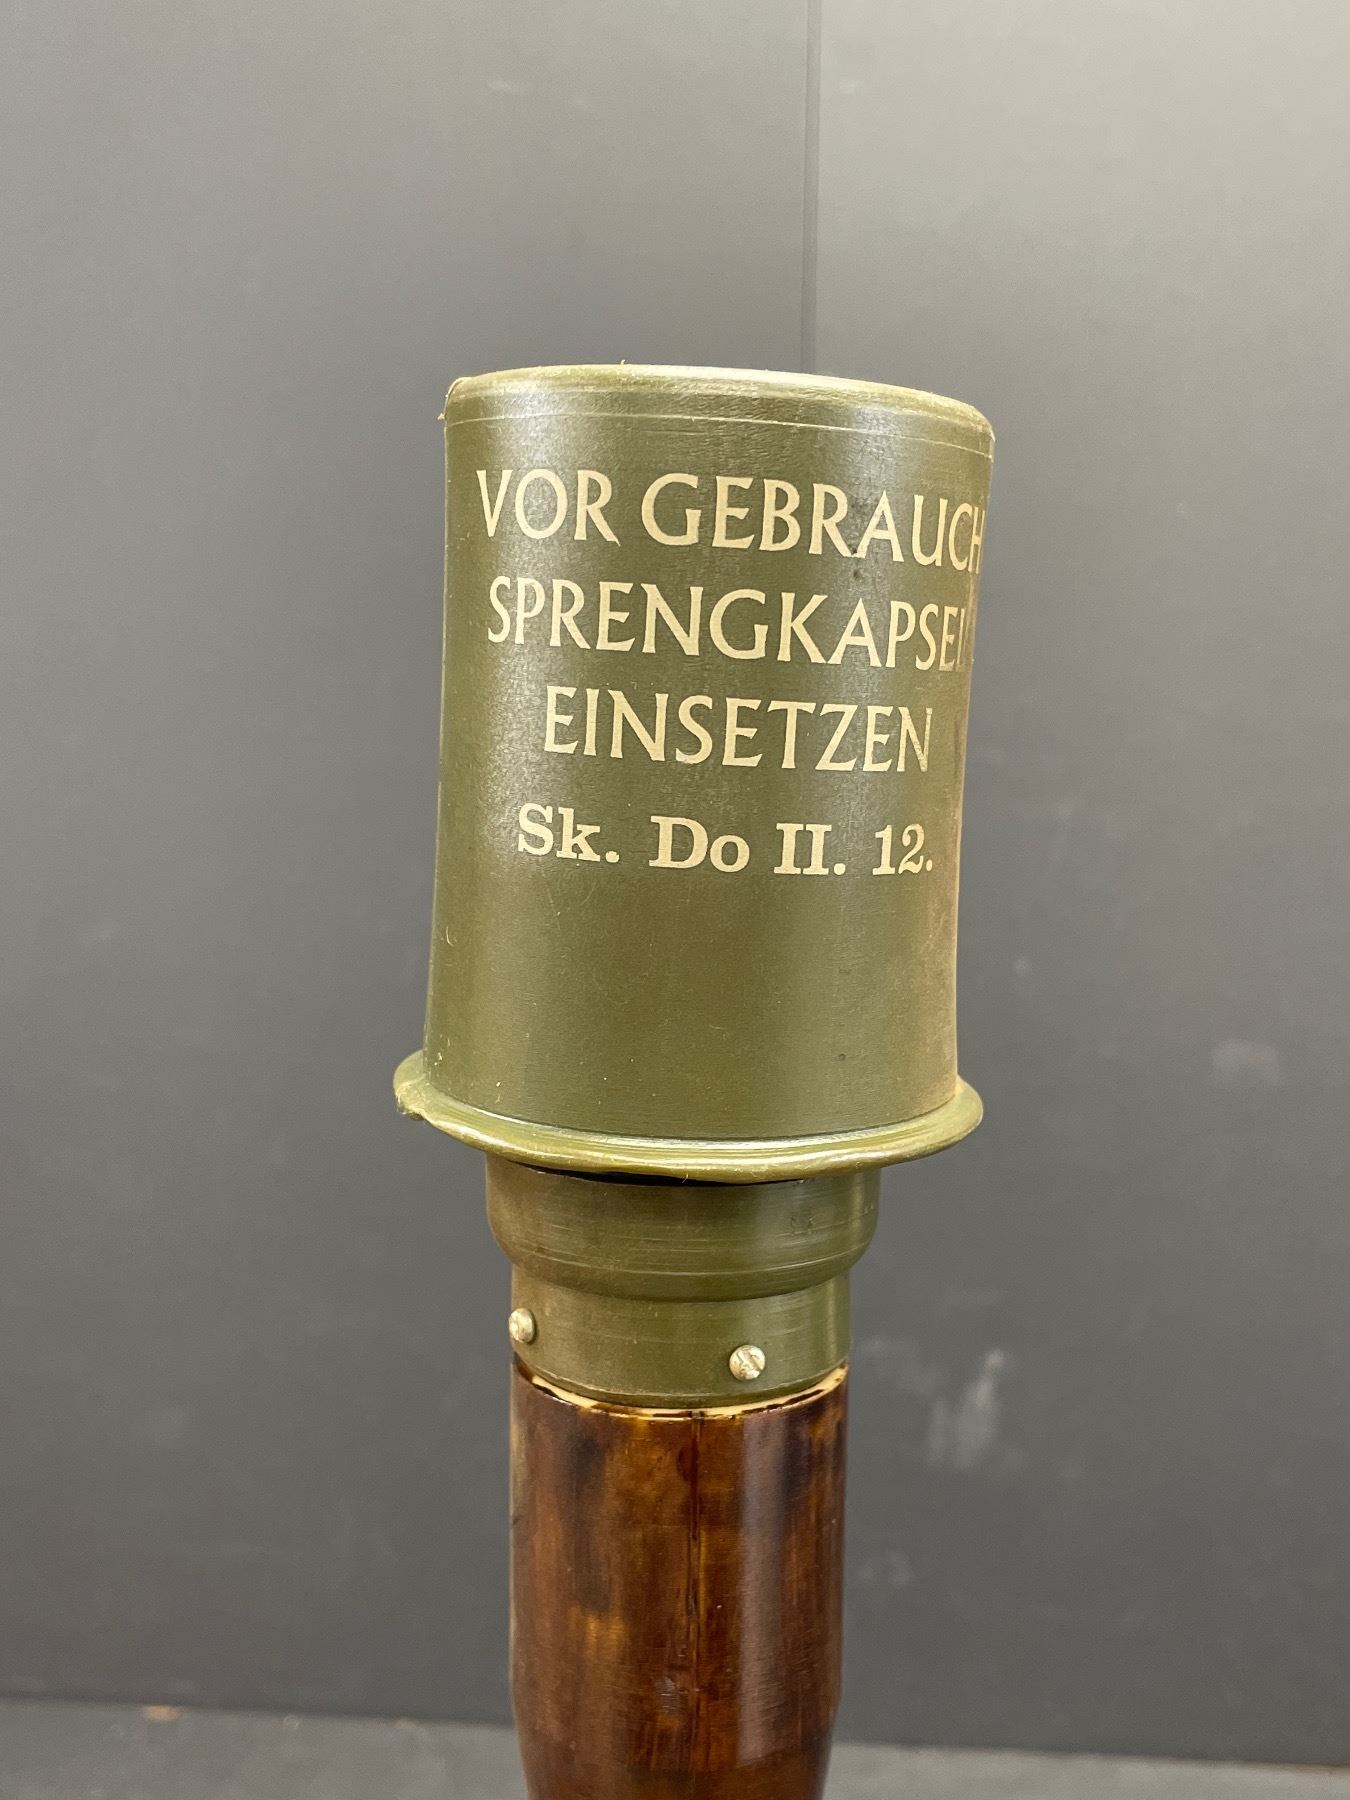 VOR GEBRAUCH
SPRENGKAPSEL
EINSETZEN
Sk. Do II. 12.